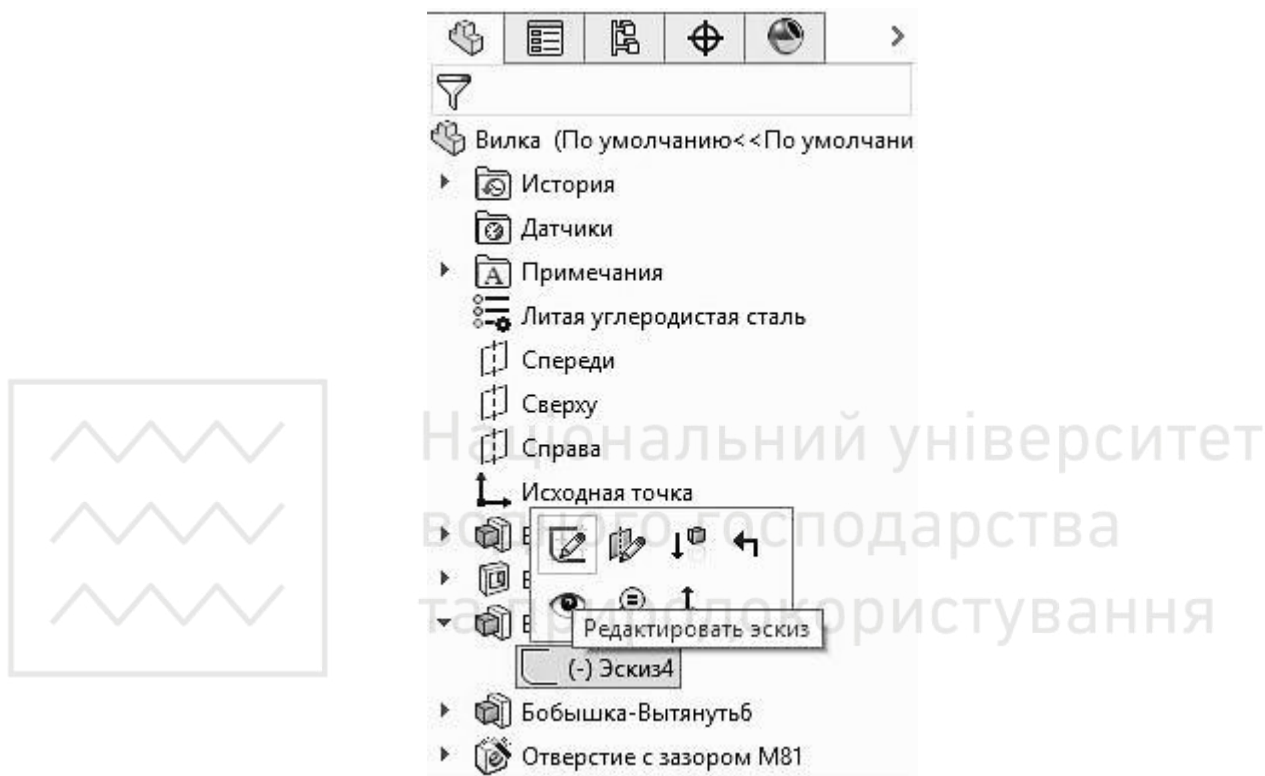 Вилка (По умолчанию<<По умолчани
История
Датчики
A Примечания
Литая углеродистая сталь
Спереди
Сверху
Справа
Исходная точка
В
В
В
Редактировать эскиз
(-) Эскиз4
Бобышка-Вытянуть6
Отверстие с зазором М81
Національний університет
водного господарства
та природокористування